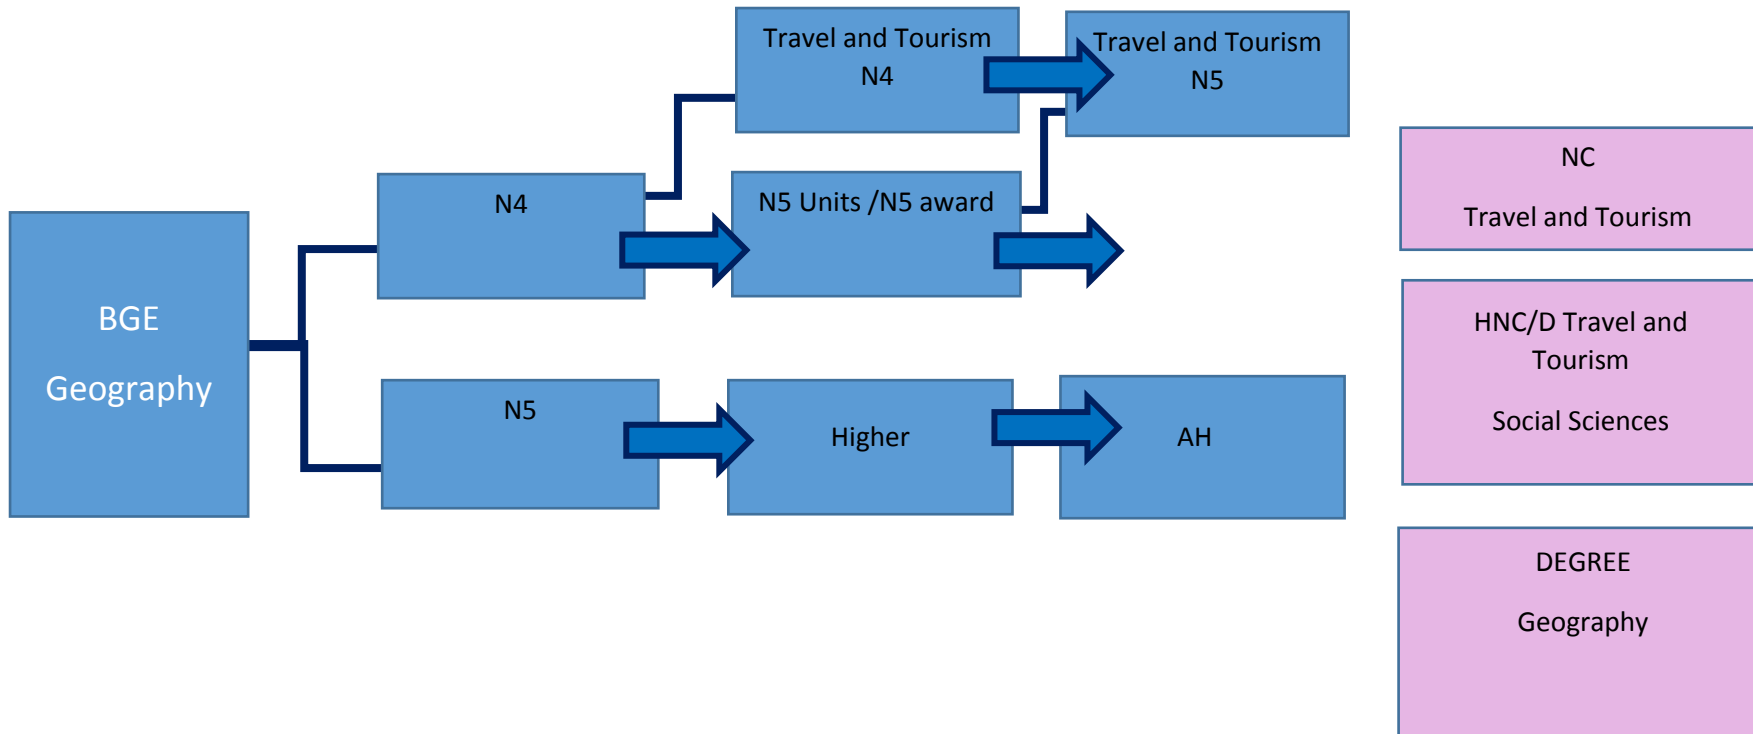 BGE
Geography
N4
N5
Travel and Tourism
N4
N5 Units /N5 award
Higher
Travel and Tourism
N5
AH
NC
Travel and Tourism
HNC/D Travel and
Tourism
Social Sciences
DEGREE
Geography